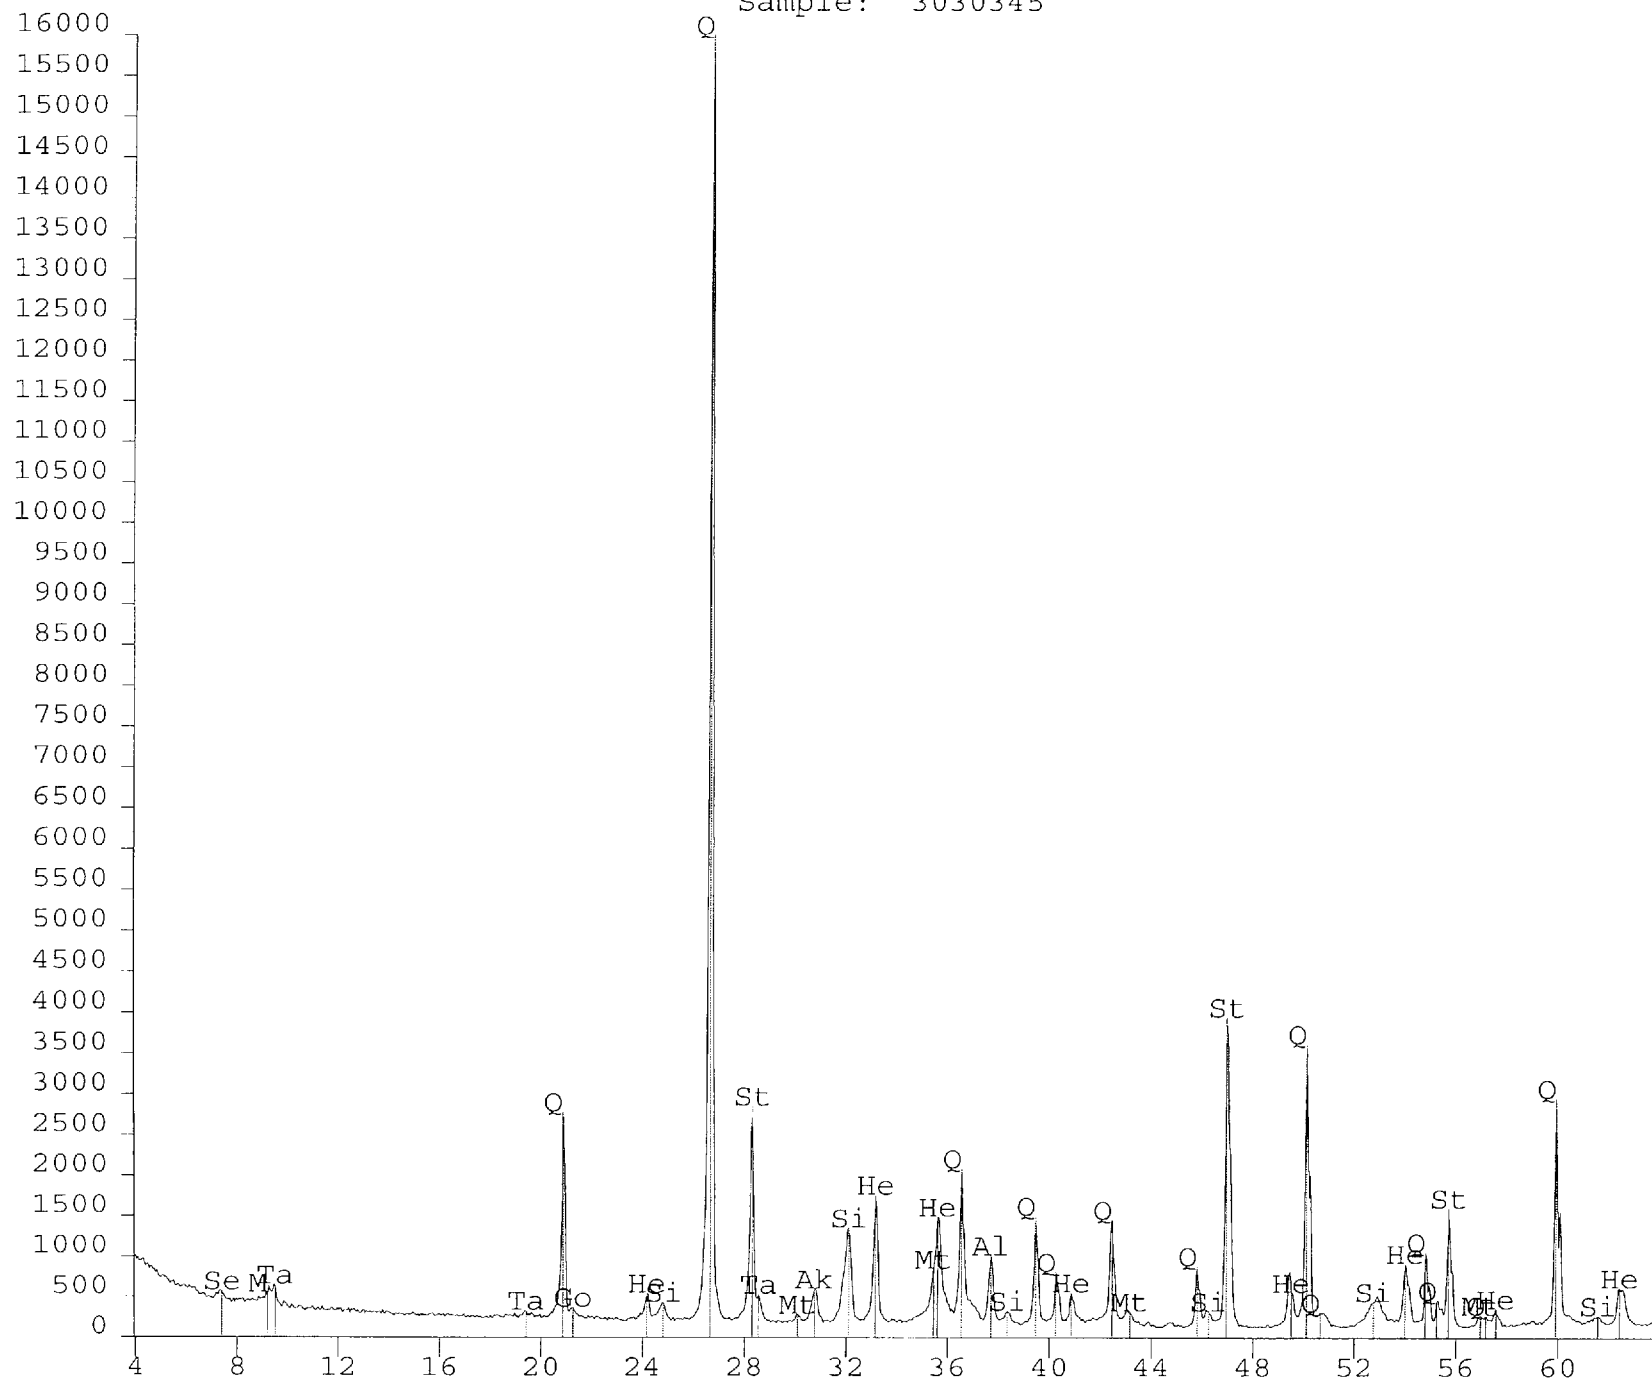 Sample: 3030345
16000
15500
15000
14500
14000
13500
13000
12500
12000
11500
11000
10500
10000
9500
9000
8500
8000
7500
7000
6500
6000
5500
5000
4500
4000
3500
3000
2500
2000
1500
1000
500
0
Q
St
Q
Q
Q
St
Q
St
He
Si
He
Q
Q
Q
Mt
Al
Q
Q
He
Q
Se
M
Ta
He
Si
Ta
Ak
Si
He
He
Si
Q
He
Ta
Go
Mt
Mt
Si
Q
He
Si
4 8 12 16 20 24 28 32 36 40 44 48 52 56 60